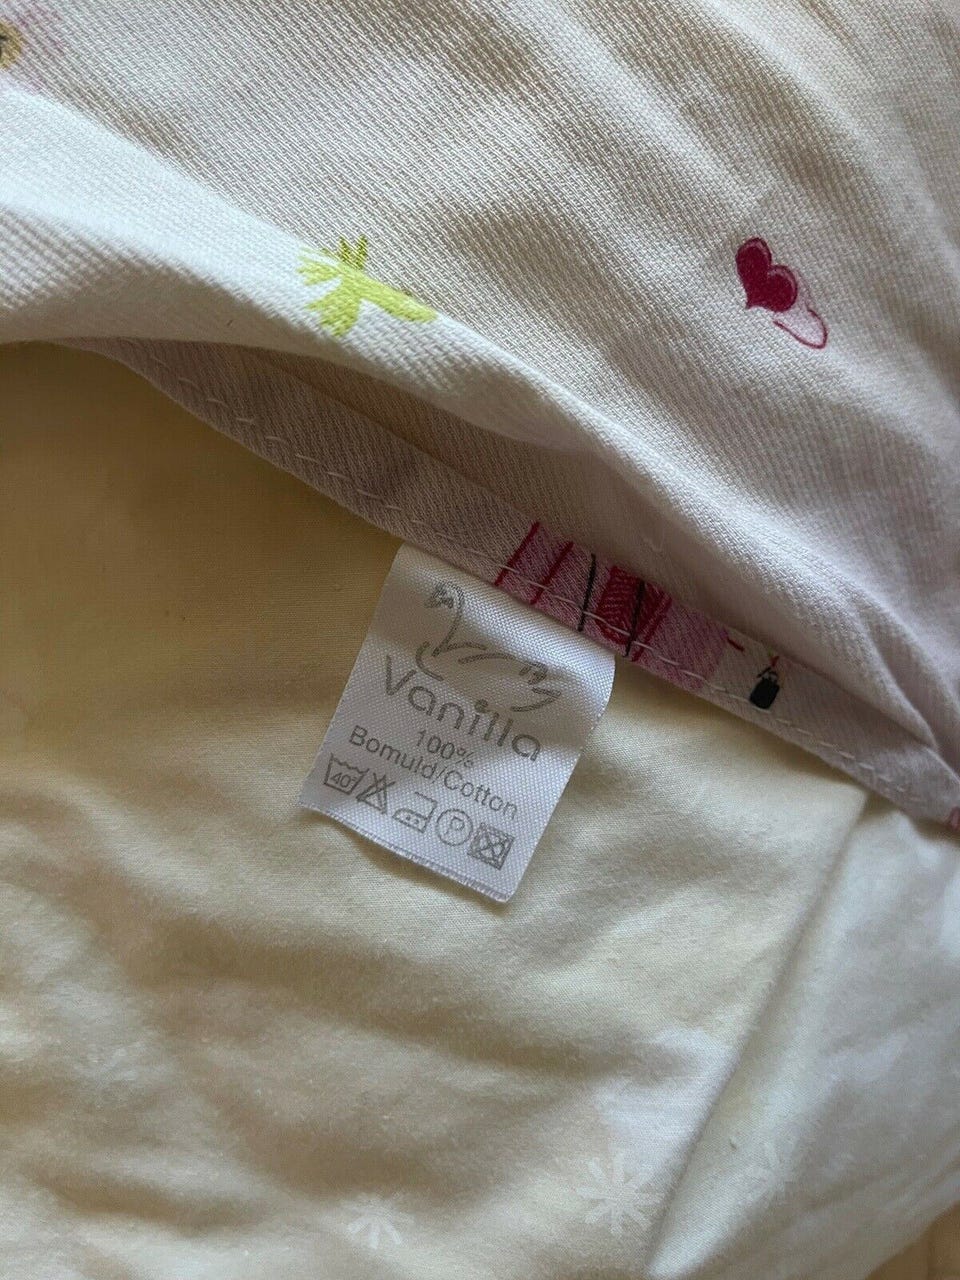 Vanilla
100%
Bomuld/Cotton
40°
P